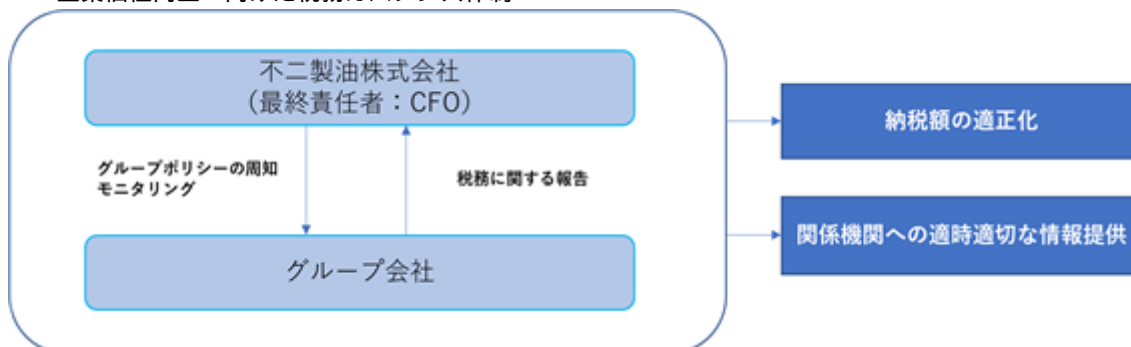 不二製油株式会社
(最終責任者:CFO)
グループポリシーの周知
モニタリング
税務に関する報告
グループ会社
納税額の適正化
関係機関への適時適切な情報提供